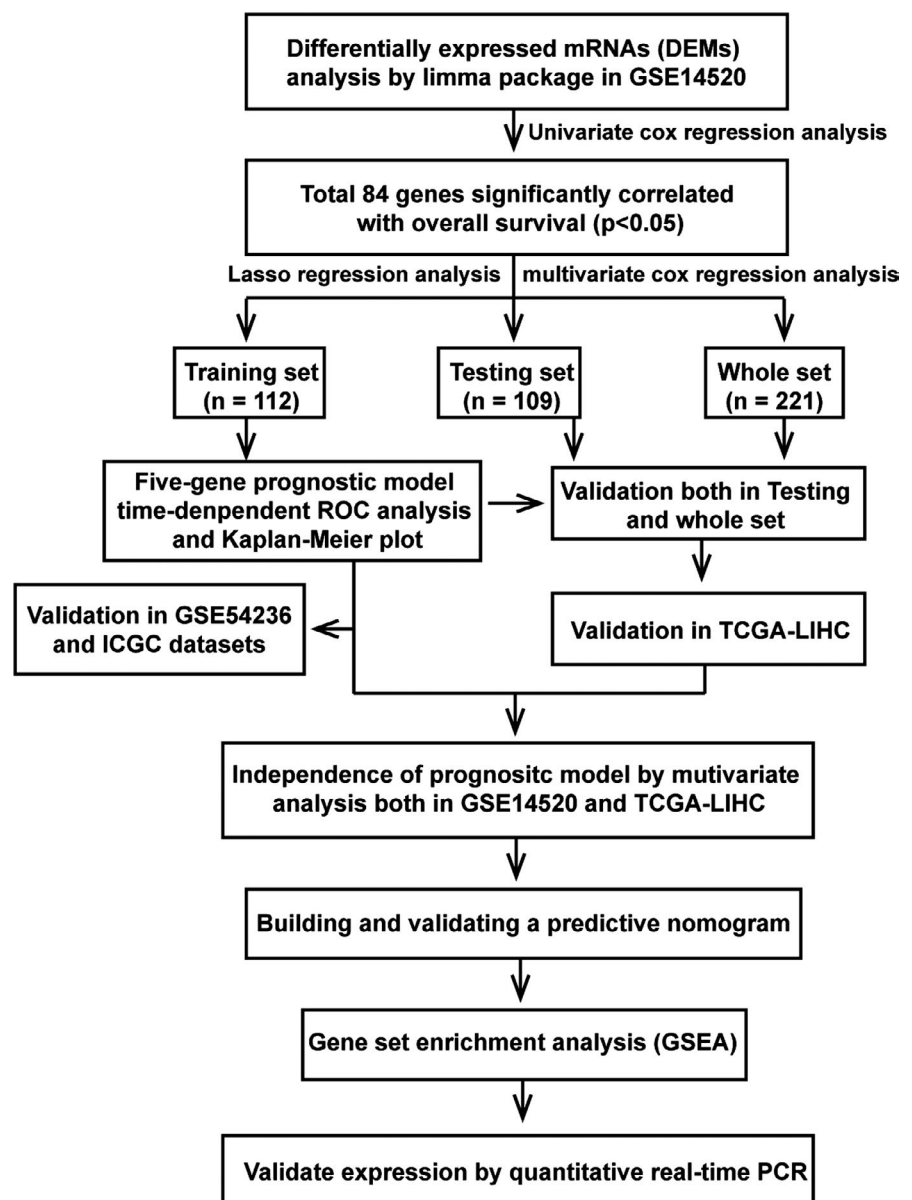 Differentially expressed mRNAs (DEMs)
analysis by limma package in GSE14520
Univariate cox regression analysis
Total 84 genes significantly correlated
with overall survival (p<0.05)
Lasso regression analysis
multivariate cox regression analysis
Training set
(n = 112)
Testing set
(n = 109)
Whole set
(n = 221)
Five-gene prognostic model
time-denpendent ROC analysis
and Kaplan-Meier plot
Validation both in Testing
and whole set
Validation in GSE54236
and ICGC datasets
Validation in TCGA-LIHC
Independence of prognositc model by mutivariate
analysis both in GSE14520 and TCGA-LIHC
Building and validating a predictive nomogram
Gene set enrichment analysis (GSEA)
Validate expression by quantitative real-time PCR